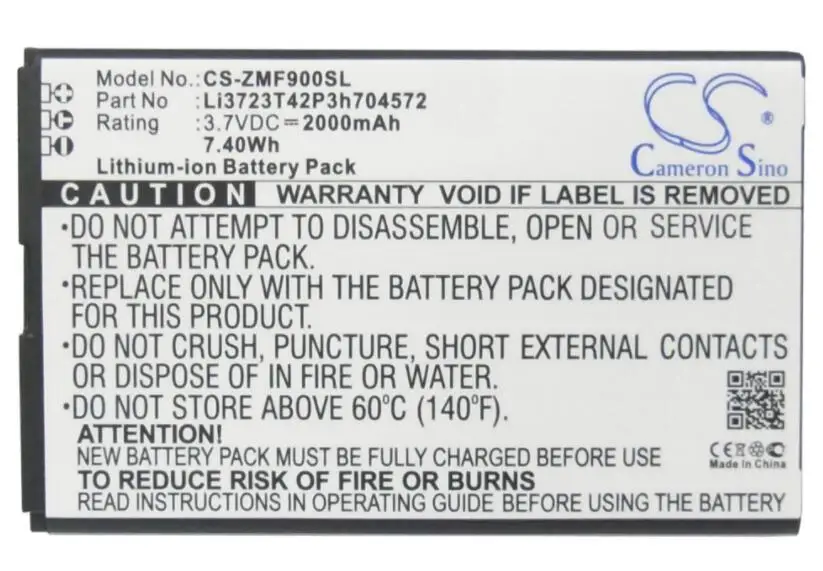 Model No.: CS-ZMF900SL
Part No : Li3723T42P3h704572
Rating : 3.7VDC = 2000mAh
7.40Wh
Lithium-ion Battery Pack
CS ®
Cameron Sino
CAUTION WARRANTY VOID IF LABEL IS REMOVED
·DO NOT ATTEMPT TO DISASSEMBLE, OPEN OR SERVICE
THE BATTERY PACK.
·REPLACE ONLY WITH THE BATTERY PACK DESIGNATED
FOR THIS PRODUCT.
·DO NOT CRUSH, PUNCTURE, SHORT EXTERNAL CONTACTS
OR DISPOSE OF IN FIRE OR WATER.
·DO NOT STORE ABOVE 60°C (140°F).
ATTENTION!
NEW BATTERY PACK MUST BE FULLY CHARGED BEFORE USE
TO REDUCE RISK OF FIRE OR BURNS
READ INSTRUCTIONS IN OPERATING GUIDE BEFORE USING THE BATTERY
CE
Made In China